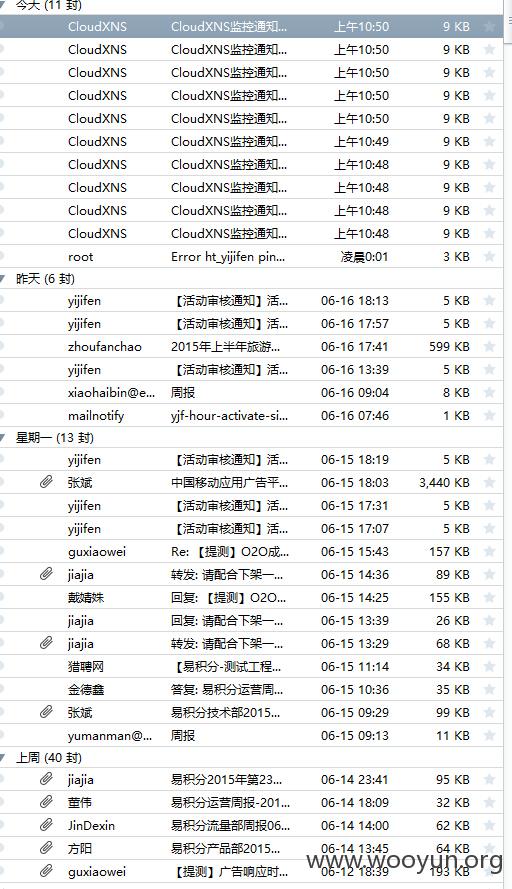 今天 (11 封)
CloudXNS CloudXNS监控通知... 上午10:50 9 KB
CloudXNS CloudXNS监控通知... 上午10:50 9 KB
CloudXNS CloudXNS监控通知... 上午10:50 9 KB
CloudXNS CloudXNS监控通知... 上午10:50 9 KB
CloudXNS CloudXNS监控通知... 上午10:50 9 KB
CloudXNS CloudXNS监控通知... 上午10:49 9 KB
CloudXNS CloudXNS监控通知... 上午10:48 9 KB
CloudXNS CloudXNS监控通知... 上午10:48 9 KB
CloudXNS CloudXNS监控通知... 上午10:48 9 KB
CloudXNS CloudXNS监控通知... 上午10:48 9 KB
root Error ht_yijifen pin... 凌晨0:01 3 KB
昨天 (6 封)
yijifen 【活动审核通知】活... 06-16 18:13 5 KB
yijifen 【活动审核通知】活... 06-16 17:57 5 KB
zhoufanchao 2015年上半年旅游... 06-16 17:41 599 KB
yijifen 【活动审核通知】活... 06-16 13:39 5 KB
xiaohaibin@e... 周报 06-16 09:04 8 KB
mailnotify yjf-hour-activate-si... 06-16 07:46 1 KB
星期一 (13 封)
yijifen 【活动审核通知】活... 06-15 18:19 5 KB
张斌 中国移动应用广告平... 06-15 18:03 3,440 KB
yijifen 【活动审核通知】活... 06-15 17:31 5 KB
yijifen 【活动审核通知】活... 06-15 17:07 5 KB
guxiaowei Re: 【提测】O2O成... 06-15 15:43 157 KB
jiajia 转发: 请配合下架一... 06-15 14:36 89 KB
戴婧姝 回复: 【提测】O2O... 06-15 14:25 155 KB
jiajia 回复: 请配合下架一... 06-15 13:39 26 KB
jiajia 转发: 请配合下架一... 06-15 13:29 68 KB
猎聘网 【易积分-测试工程... 06-15 11:14 34 KB
金德鑫 答复: 易积分运营周... 06-15 10:36 35 KB
张斌 易积分技术部2015... 06-15 09:29 99 KB
yumanman@... 周报 06-15 09:13 11 KB
上周 (40 封)
jiajia 易积分2015年第23... 06-14 23:41 95 KB
董伟 易积分运营周报-201... 06-14 18:09 32 KB
JinDexin 易积分流量部周报06... 06-14 14:00 62 KB
方阳 易积分产品部2015... 06-14 13:45 64 KB
guxiaowei 【提测】广告响应时... 06-12 18:39 193 KB
www.wooyun.org